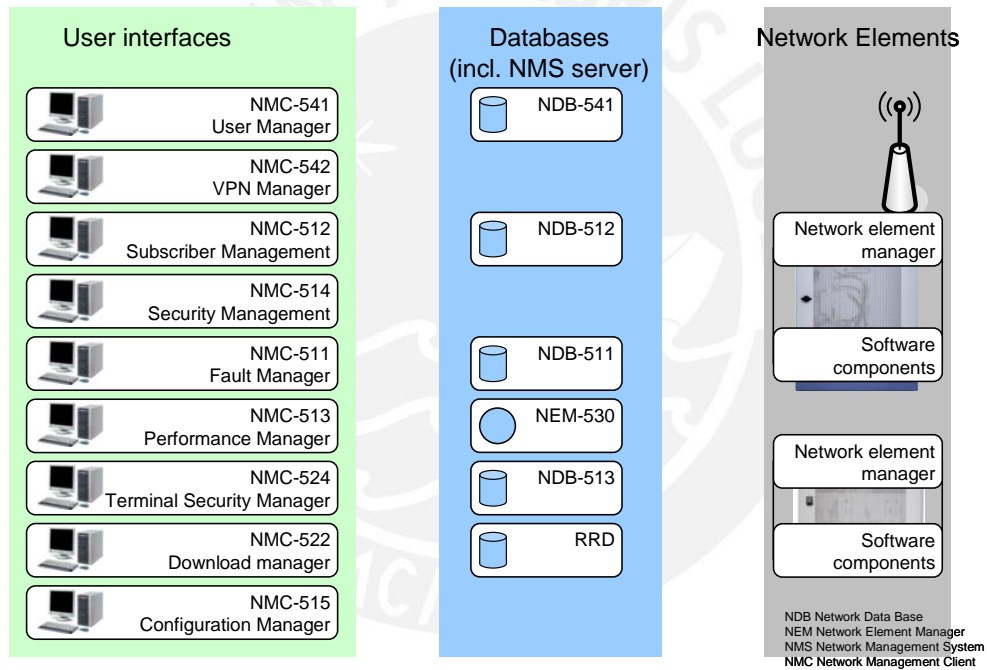 User interfaces
NMC-541
User Manager
NMC-542
VPN Manager
NMC-512
Subscriber Management
NMC-514
Security Management
NMC-511
Fault Manager
NMC-513
Performance Manager
NMC-524
Terminal Security Manager
NMC-522
Download manager
NMC-515
Configuration Manager
Databases
(incl. NMS server)
NDB-541
NDB-512
NDB-511
NEM-530
NDB-513
RRD
Network Elements
Network element
manager
Software
components
Network element
manager
Software
components
NDB Network Data Base
NEM Network Element Manager
NMS Network Management System
NMC Network Management Client